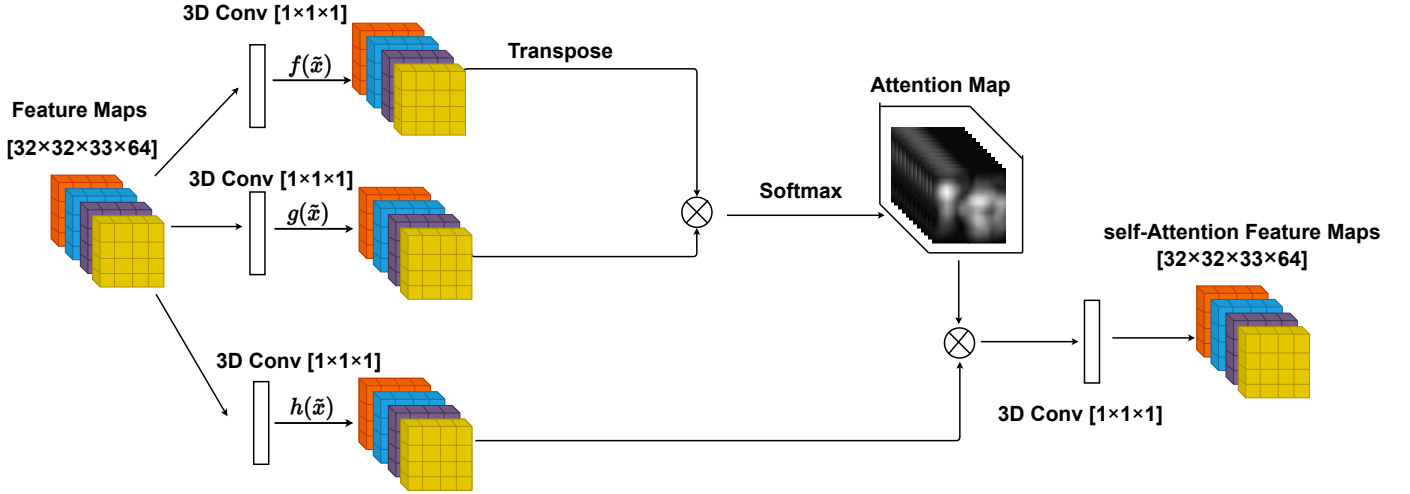 3D Conv [1×1×1]
f(x̃)
Transpose
Feature Maps
[32×32×33×64]
Attention Map
3D Conv [1×1×1]
g(x̃)
Softmax
self-Attention Feature Maps
[32×32×33×64]
3D Conv [1×1×1]
h(x̃)
3D Conv [1×1×1]